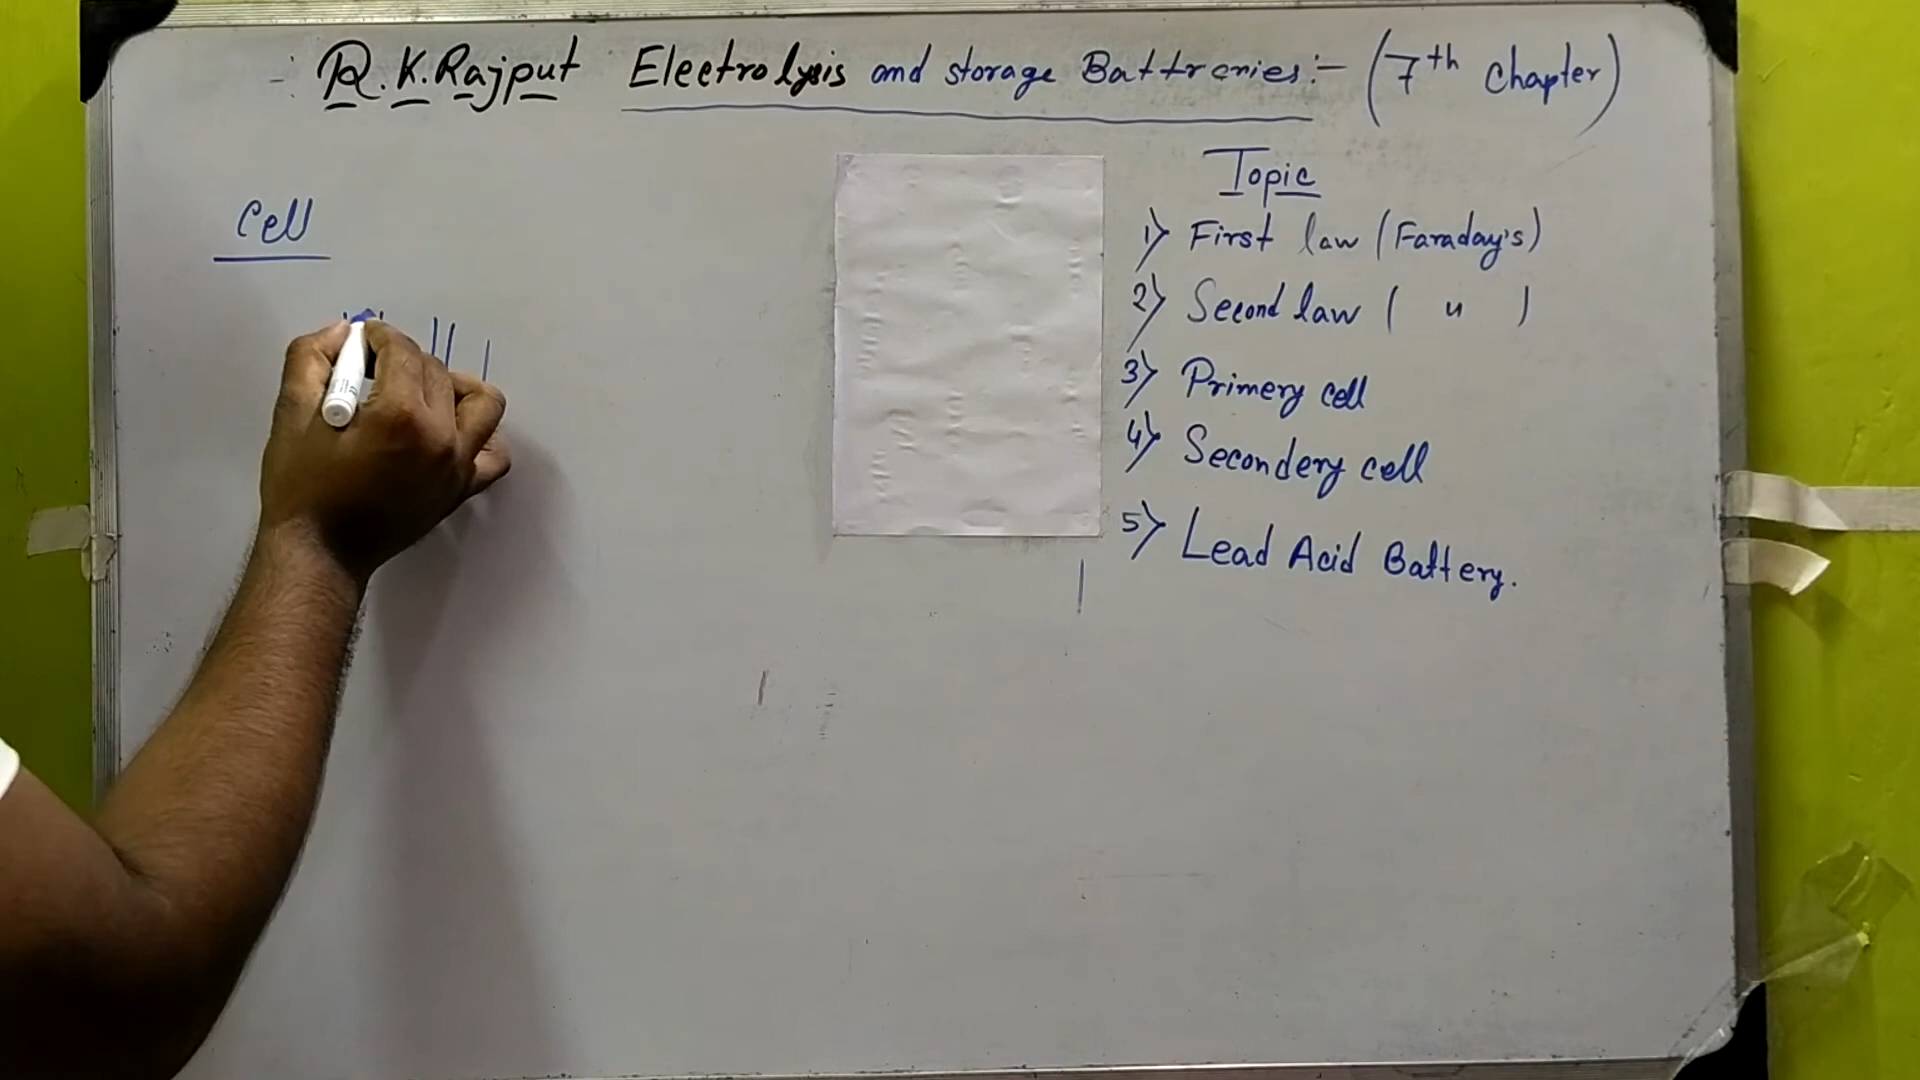 R.K.Rajput Electrolysis and storage Battreries:- (7th Chapter)
Cell
Topic
1) First law (Faraday's)
2) Second law ( " )
3) Primery cell
4) Secondery cell
5) Lead Acid Battery.